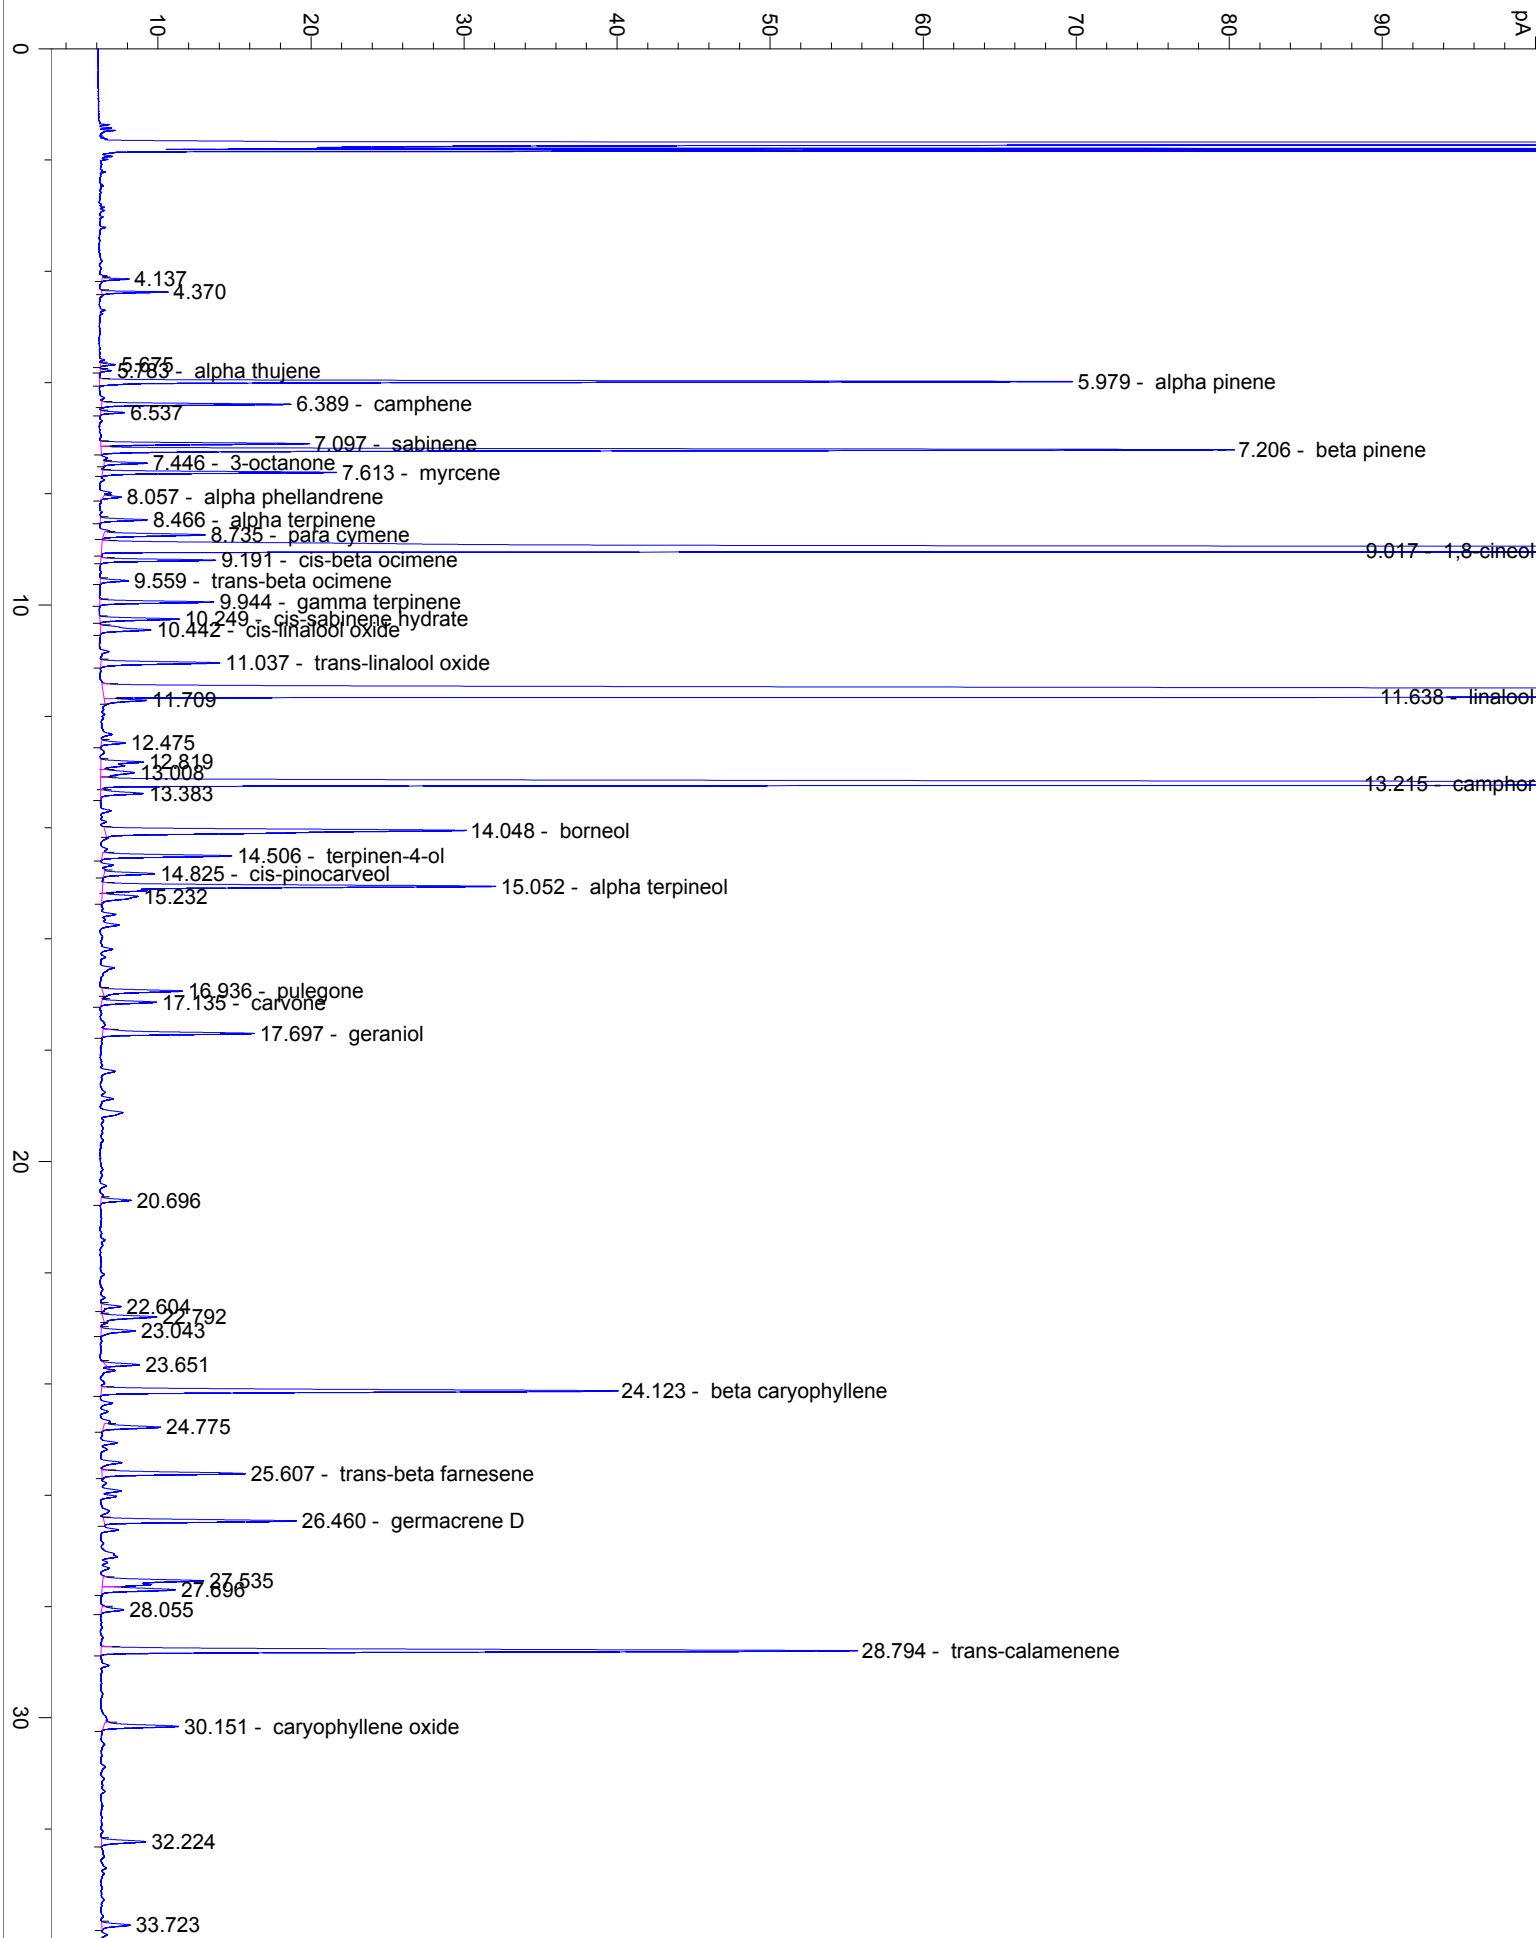 pA
10
20
30
40
50
60
70
80
90
0
4.137
4.370
5.675
5.783 - alpha thujene
5.979 - alpha pinene
6.389 - camphene
6.537
7.097 - sabinene
7.206 - beta pinene
7.446 - 3-octanone
7.613 - myrcene
8.057 - alpha phellandrene
8.466 - alpha terpinene
8.735 - para cymene
9.017 - 1,8-cineol
9.191 - cis-beta ocimene
9.559 - trans-beta ocimene
9.944 - gamma terpinene
10
10.249 - cis-sabinene hydrate
10.442 - cis-linalool oxide
11.037 - trans-linalool oxide
11.638 - linalool
11.709
12.475
12.819
13.008
13.215 - camphor
13.383
14.048 - borneol
14.506 - terpinen-4-ol
14.825 - cis-pinocarveol
15.052 - alpha terpineol
15.232
16.936 - pulegone
17.135 - carvone
17.697 - geraniol
20
20.696
22.604
22.792
23.043
23.651
24.123 - beta caryophyllene
24.775
25.607 - trans-beta farnesene
26.460 - germacrene D
27.535
27.696
28.055
28.794 - trans-calamenene
30
30.151 - caryophyllene oxide
32.224
33.723